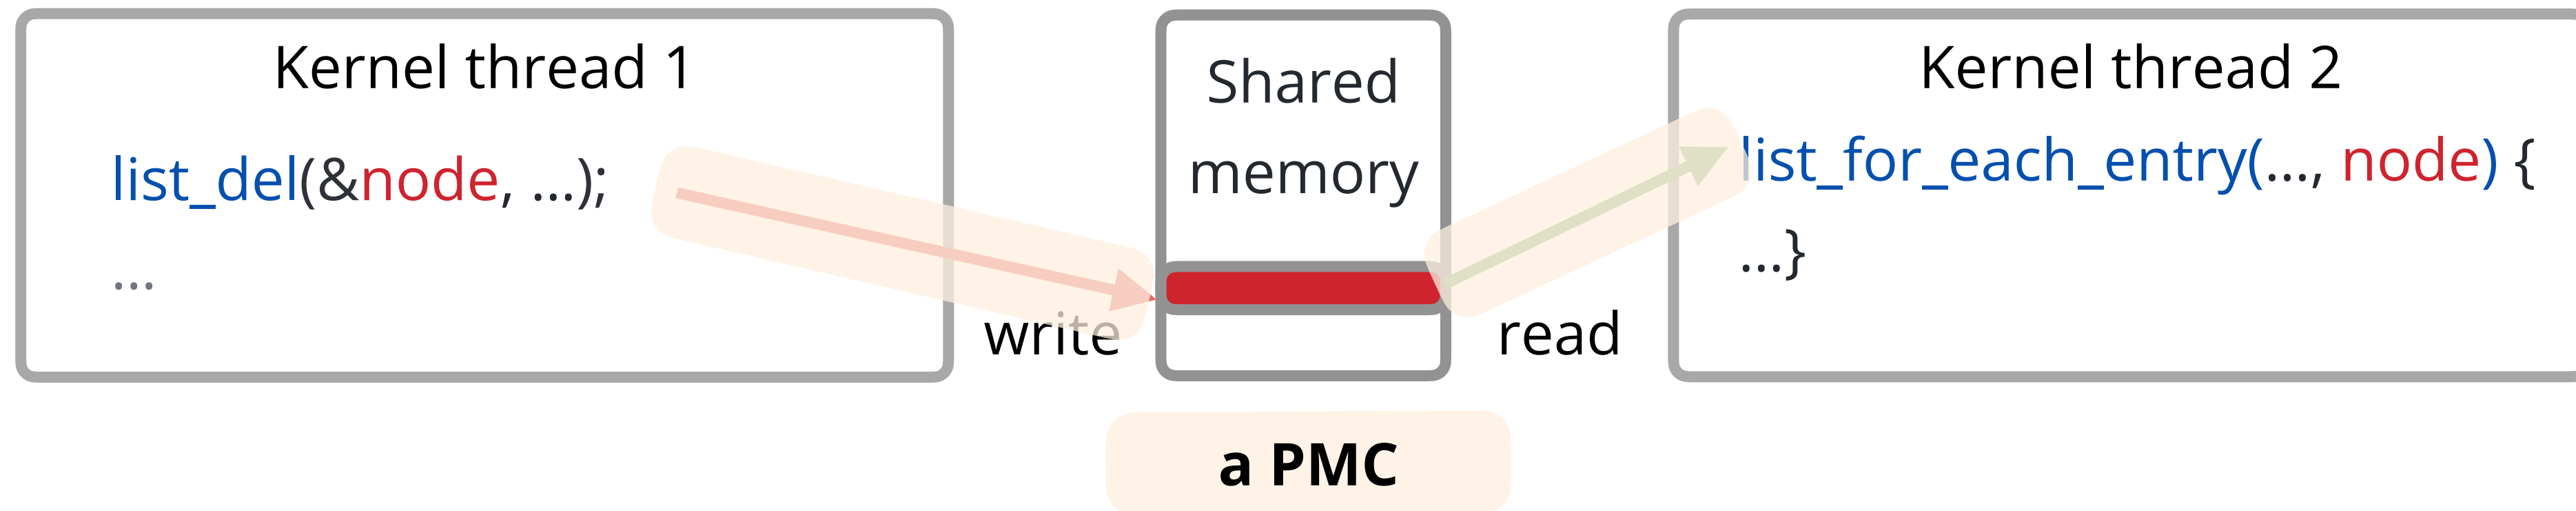 Kernel thread 1
list_del(&node, ...);
...
write
Shared
memory
read
Kernel thread 2
list_for_each_entry(..., node) {
...}
a PMC